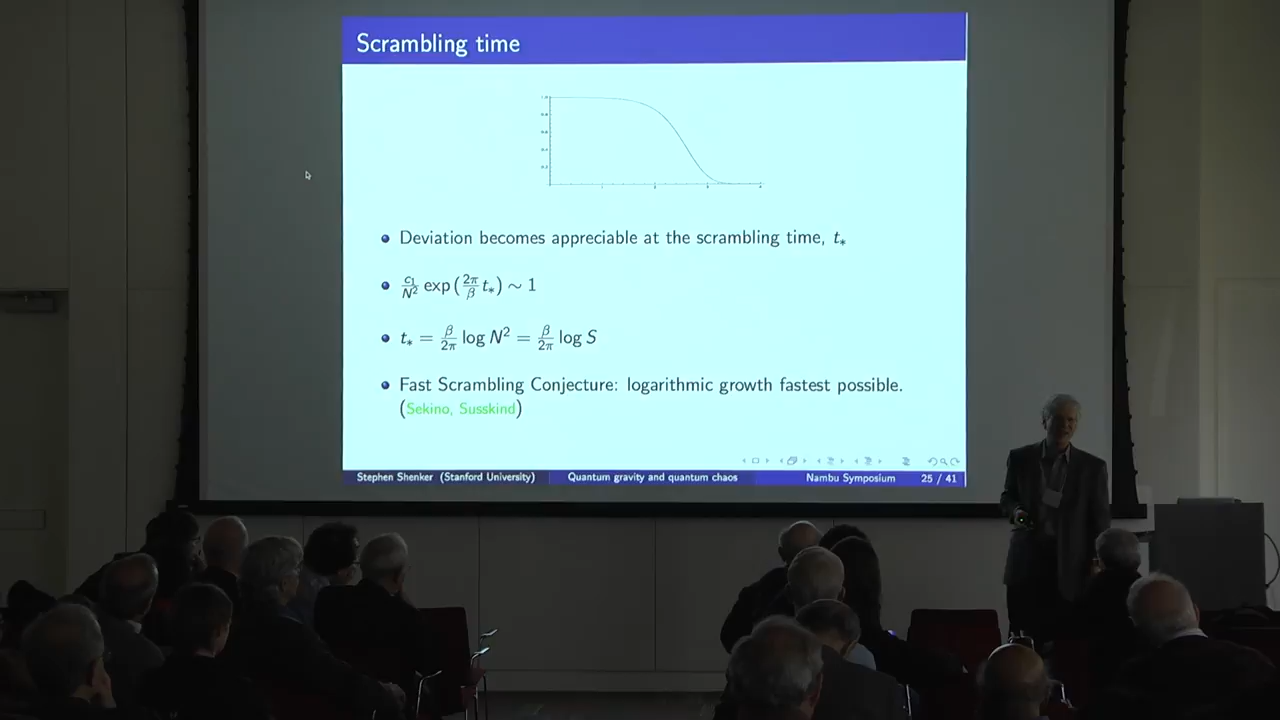 Scrambling time
Deviation becomes appreciable at the scrambling time, t∗
c₁/N² exp(2π/β t∗) ∼ 1
t∗ = β/2π log N² = β/2π log S
Fast Scrambling Conjecture: logarithmic growth fastest possible.
(Sekino, Susskind)
Stephen Shenker (Stanford University) Quantum gravity and quantum chaos Nambu Symposium 25 / 41